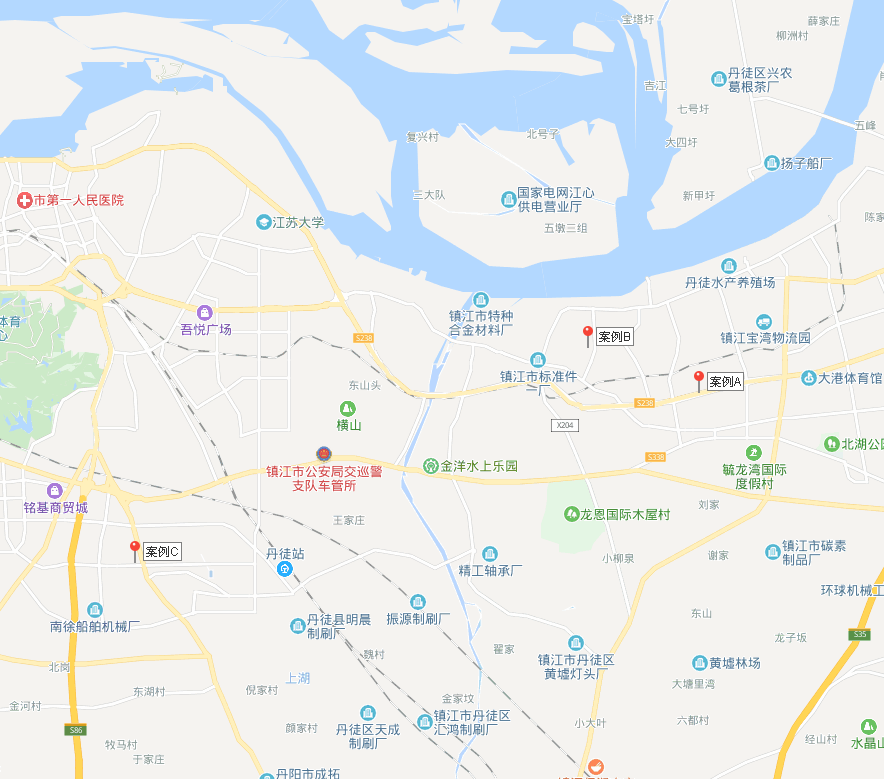 宝塔圩
薛家庄
柳洲村
丹徒区兴农
葛根茶厂
吉江
七号圩
五峰
复兴村
北号子
大四圩
扬子船厂
市第一人民医院
三大队
国家电网江心
供电营业厅
新甲圩
江苏大学
五墩三组
陈家
丹徒水产养殖场
镇江市特种
合金材料厂
体育
心
吾悦广场
案例B
镇江宝湾物流园
S238
镇江市标准件
一厂
案例A
大港体育馆
东山头
S238
横山
X204
北湖公园
镇江市公安局交巡警
支队车管所
金洋水上乐园
S338
毓龙湾国际
度假村
铭基商贸城
王家庄
龙恩国际木屋村
刘家
案例C
丹徒站
精工轴承厂
小柳泉
谢家
镇江市碳素
制品厂
环球机械工
南徐船舶机械厂
丹徒县明晨
制刷厂
振源制刷厂
东山
龙子坂
S35
北岗
魏村
翟家
镇江市丹徒区
黄墟灯头厂
黄墟林场
上湖
大塘里湾
金河村
东湖村
倪家村
金家坟
S86
颜家村
丹徒区天成
制刷厂
镇江市丹徒区
汇鸿制刷厂
小大叶
六都村
水晶山
牧马村
于家庄
经山村
丹阳市成拓